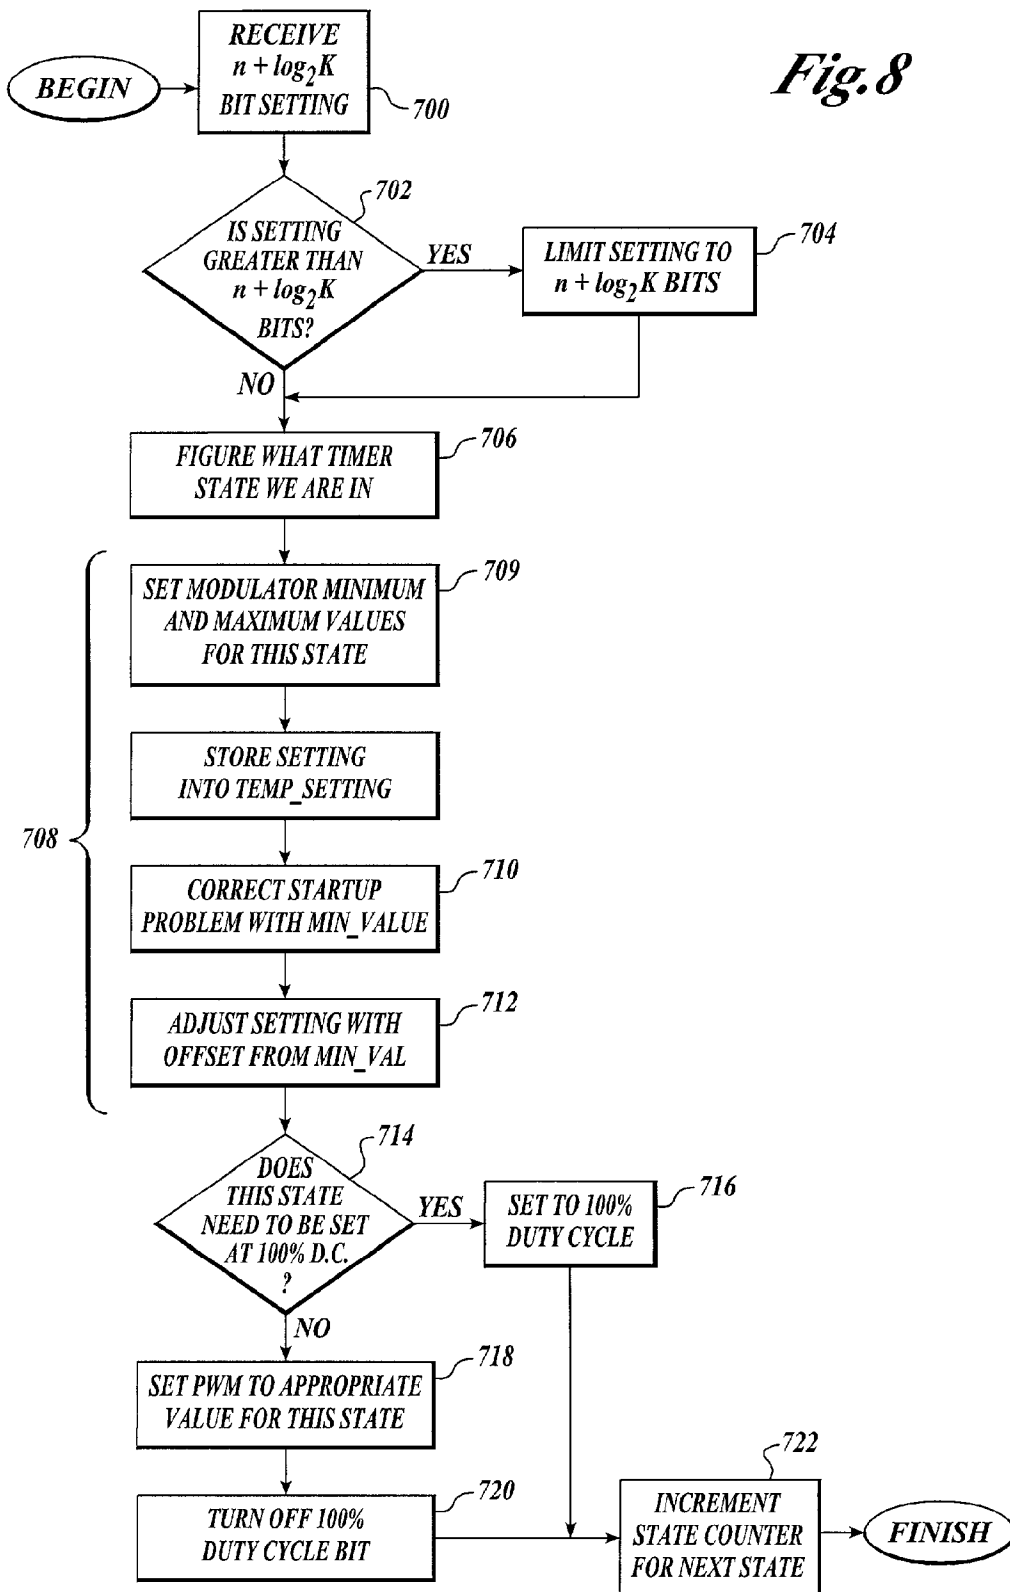 Fig. 8
BEGIN
RECEIVE
n + log₂K
BIT SETTING
700
702
IS SETTING
GREATER THAN
n + log₂K
BITS?
YES
704
LIMIT SETTING TO
n + log₂K BITS
NO
706
FIGURE WHAT TIMER
STATE WE ARE IN
708
709
SET MODULATOR MINIMUM
AND MAXIMUM VALUES
FOR THIS STATE
STORE SETTING
INTO TEMP_SETTING
710
CORRECT STARTUP
PROBLEM WITH MIN_VALUE
712
ADJUST SETTING WITH
OFFSET FROM MIN_VAL
714
DOES
THIS STATE
NEED TO BE SET
AT 100% D.C.
?
YES
716
SET TO 100%
DUTY CYCLE
NO
718
SET PWM TO APPROPRIATE
VALUE FOR THIS STATE
720
TURN OFF 100%
DUTY CYCLE BIT
722
INCREMENT
STATE COUNTER
FOR NEXT STATE
FINISH